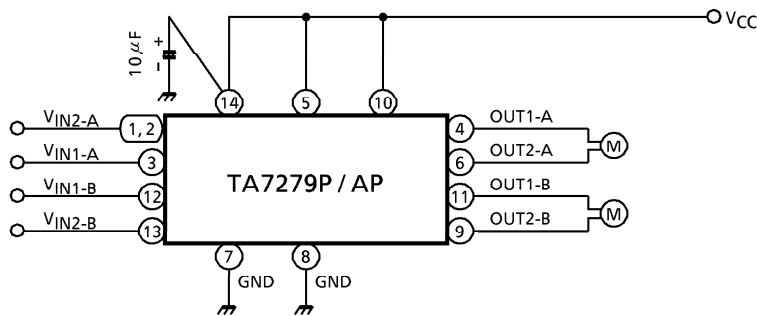 VCC
10μF
+
-
14
5
10
VIN2-A
1, 2
4
OUT1-A
M
VIN1-A
3
6
OUT2-A
TA7279P / AP
VIN1-B
12
11
OUT1-B
M
VIN2-B
13
9
OUT2-B
7
GND
8
GND